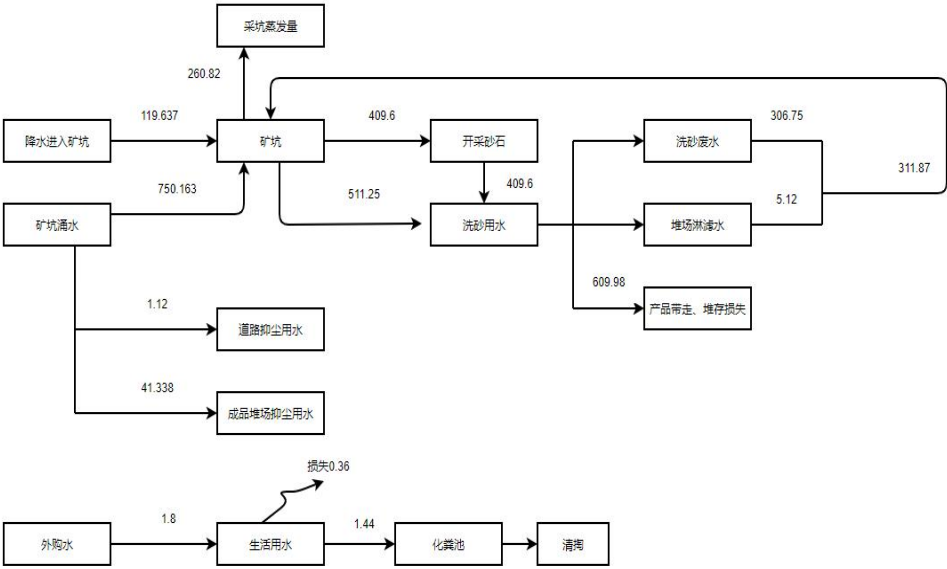 采坑蒸发量
260.82
119.637
409.6
306.75
降水进入矿坑
矿坑
开采砂石
洗砂废水
311.87
750.163
511.25
409.6
5.12
矿坑涌水
洗砂用水
堆场淋滤水
609.98
1.12
产品带走、堆存损失
道路抑尘用水
41.338
成品堆场抑尘用水
损失0.36
1.8
1.44
外购水
生活用水
化粪池
清掏